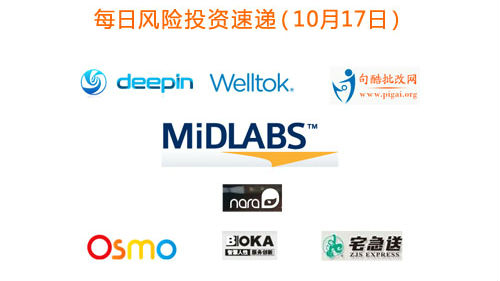 每日风险投资速递(10月17日)
deepin
Welltok®
句酷批改网
www.pigai.org
MiDLABS™
nara
Osmo
BOKA
宅急送
ZJS EXPRESS